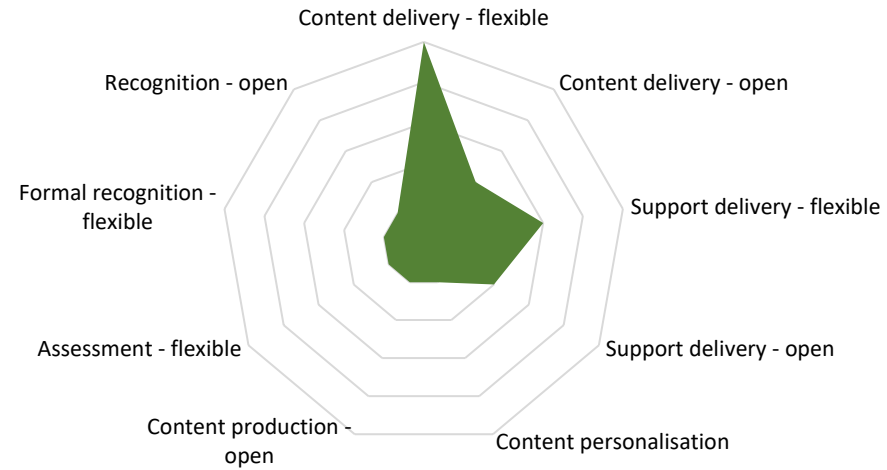 Content delivery - flexible
Content delivery - open
Support delivery - flexible
Support delivery - open
Content personalisation
Content production -
open
Assessment - flexible
Formal recognition -
flexible
Recognition - open